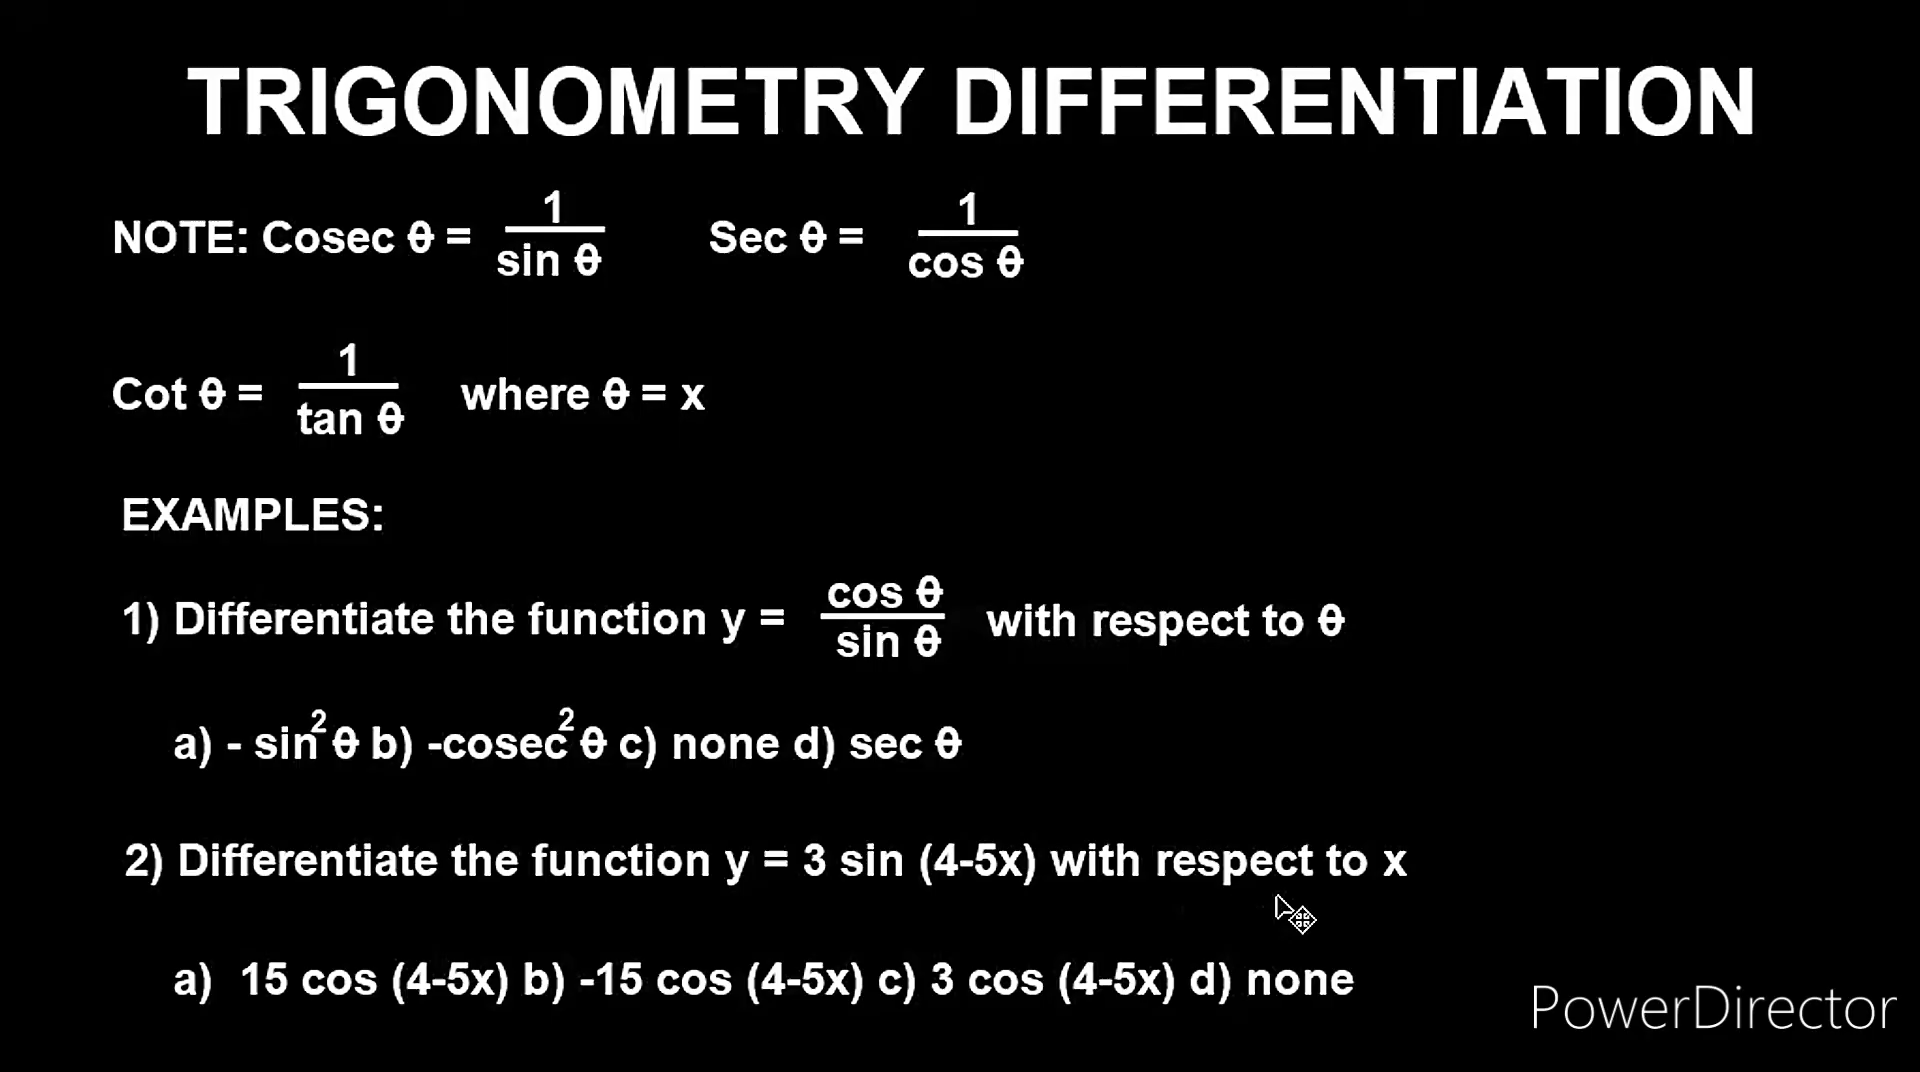 TRIGONOMETRY DIFFERENTIATION
NOTE: Cosec θ = 1/sin θ Sec θ = 1/cos θ
Cot θ = 1/tan θ where θ = x
EXAMPLES:
1) Differentiate the function y = cos θ/sin θ with respect to θ
a) - sin² θ b) -cosec² θ c) none d) sec θ
2) Differentiate the function y = 3 sin (4-5x) with respect to x
a) 15 cos (4-5x) b) -15 cos (4-5x) c) 3 cos (4-5x) d) none
PowerDirector